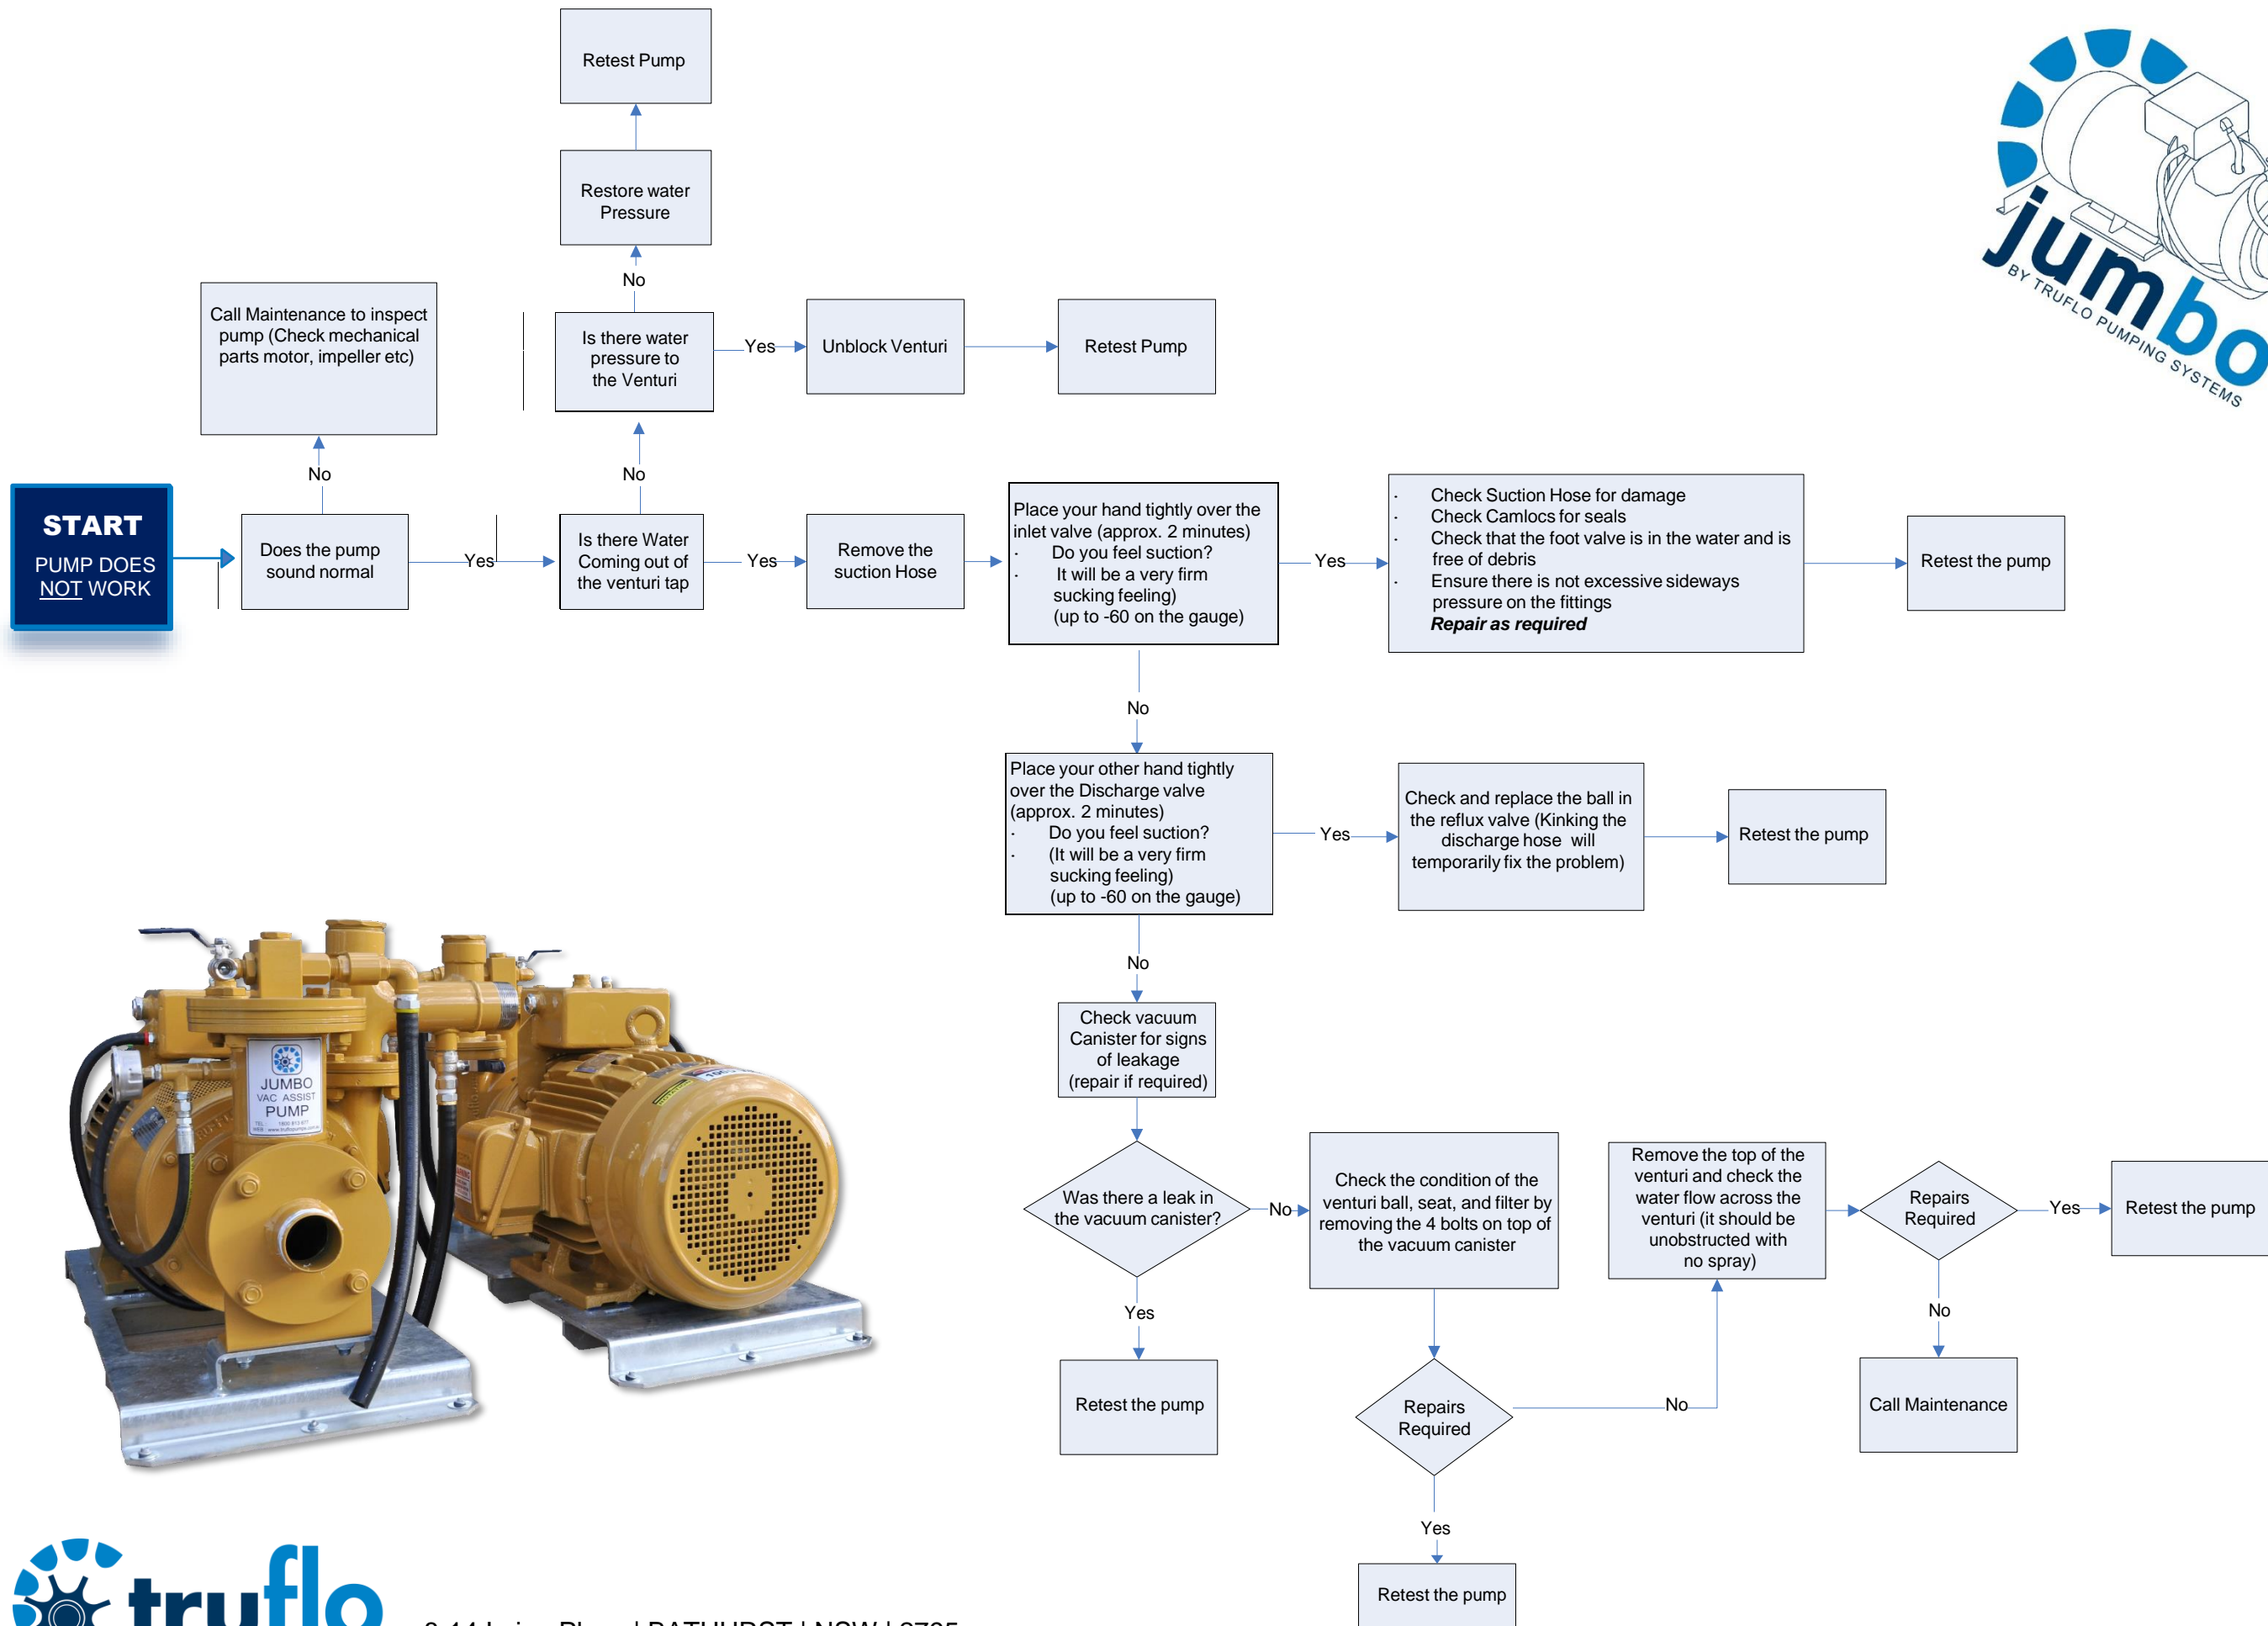 Retest Pump
Restore water
Pressure
No
Call Maintenance to inspect
pump (Check mechanical
parts motor, impeller etc)
Is there water
pressure to
the Venturi
Yes
Unblock Venturi
Retest Pump
jumbo
BY TRUFLO PUMPING SYSTEMS
No
No
START
PUMP DOES
NOT WORK
Does the pump
sound normal
Yes
Is there Water
Coming out of
the venturi tap
Yes
Remove the
suction Hose
Place your hand tightly over the
inlet valve (approx. 2 minutes)
· Do you feel suction?
· It will be a very firm
sucking feeling)
(up to -60 on the gauge)
Yes
· Check Suction Hose for damage
· Check Camlocs for seals
· Check that the foot valve is in the water and is
free of debris
· Ensure there is not excessive sideways
pressure on the fittings
Repair as required
Retest the pump
No
Place your other hand tightly
over the Discharge valve
(approx. 2 minutes)
· Do you feel suction?
· (It will be a very firm
sucking feeling)
(up to -60 on the gauge)
Yes
Check and replace the ball in
the reflux valve (Kinking the
discharge hose will
temporarily fix the problem)
Retest the pump
No
Check vacuum
Canister for signs
of leakage
(repair if required)
Was there a leak in
the vacuum canister?
No
Check the condition of the
venturi ball, seat, and filter by
removing the 4 bolts on top of
the vacuum canister
Remove the top of the
venturi and check the
water flow across the
venturi (it should be
unobstructed with
no spray)
Repairs
Required
Yes
Retest the pump
Yes
Retest the pump
Repairs
Required
No
No
Call Maintenance
Yes
Retest the pump
JUMBO
VAC ASSIST
PUMP
truflo